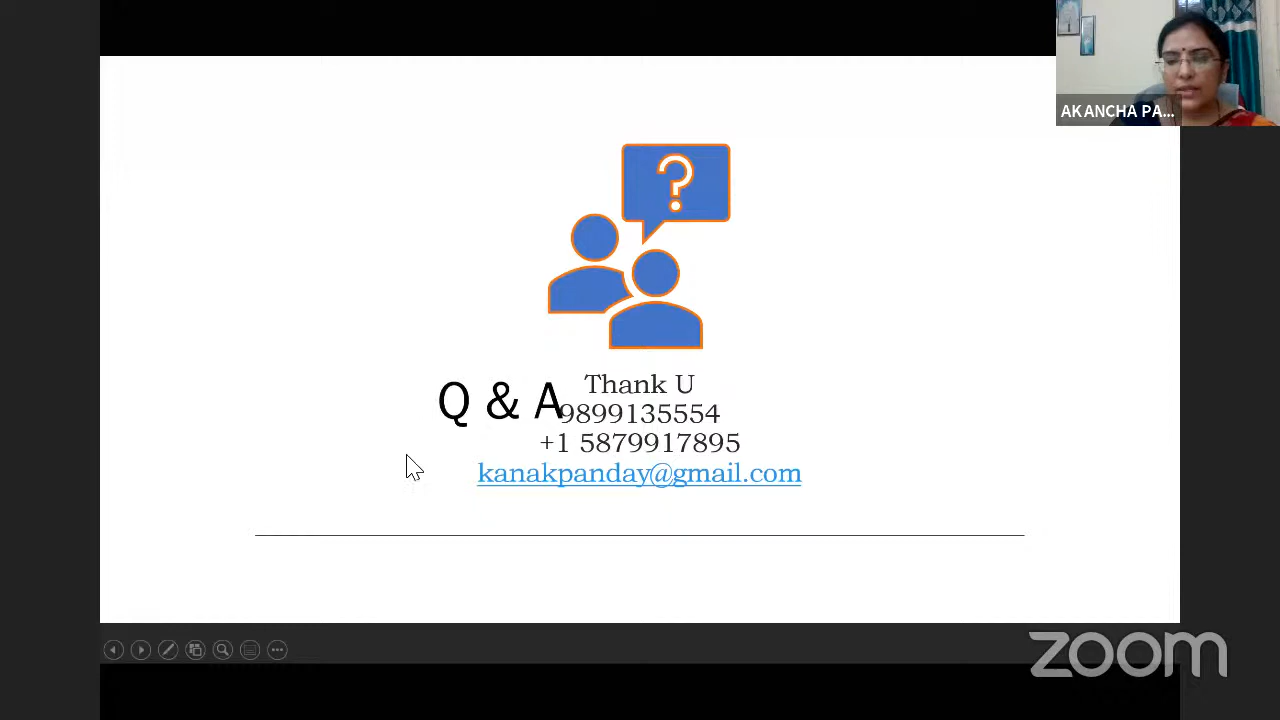 AKANCHA PA...
?
Thank U
Q & A
9899135554
+1 5879917895
kanakpanday@gmail.com
zoom